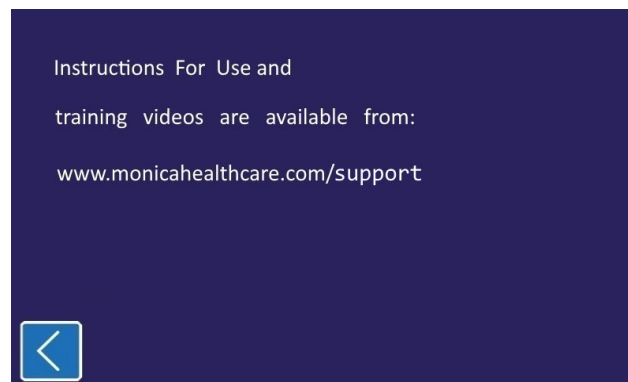 Instructions For Use and
training videos are available from:
www.monicahealthcare.com/support